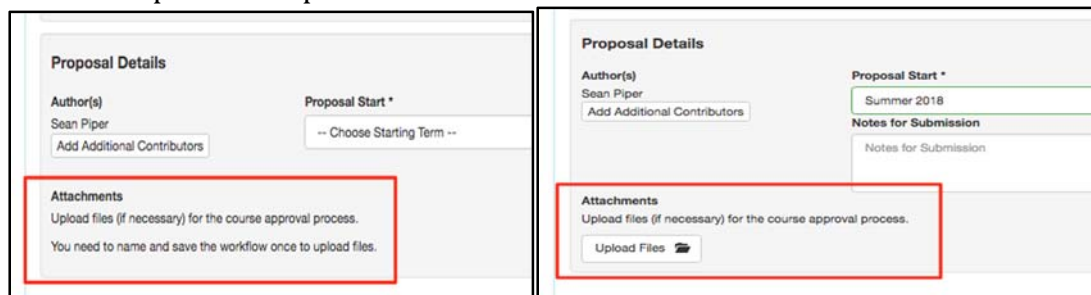 Proposal Details
Author(s)
Proposal Start *
Sean Piper
-- Choose Starting Term --
Add Additional Contributors
Attachments
Upload files (if necessary) for the course approval process.
You need to name and save the workflow once to upload files.
Proposal Details
Author(s)
Proposal Start *
Sean Piper
Summer 2018
Add Additional Contributors
Notes for Submission
Notes for Submission
Attachments
Upload files (if necessary) for the course approval process.
Upload Files